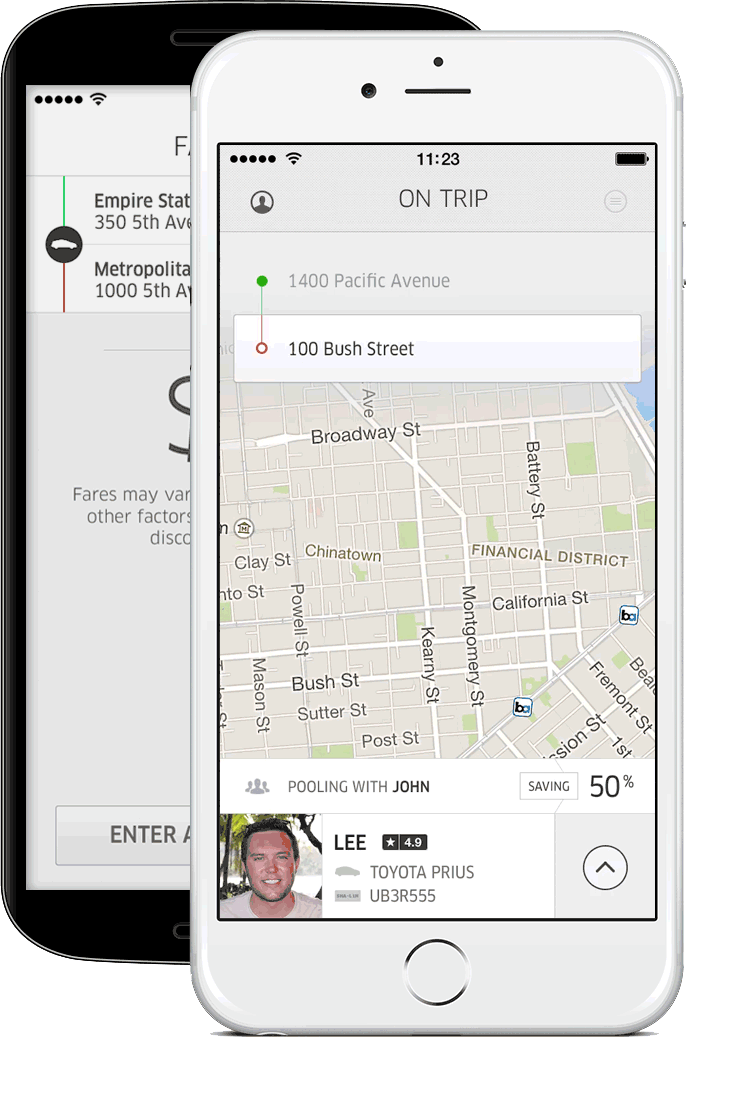 FA
Empire Stat
350 5th Ave
Metropolita
1000 5th Av
$
Fares may var
other factors
disco
ENTER A
11:23
ON TRIP
1400 Pacific Avenue
100 Bush Street
Ave
Broadway St
Battery St
Clay St
Chinatown
FINANCIAL DISTRICT
nto St
Powell St
California St
Montgomery St
Kearny St
Mason St
Bush St
Fremont St
Sutter St
Post St
ssion St
1st
Beal
ba
ba
POOLING WITH JOHN
SAVING
50%
LEE
★ 4.9
TOYOTA PRIUS
UB3R555